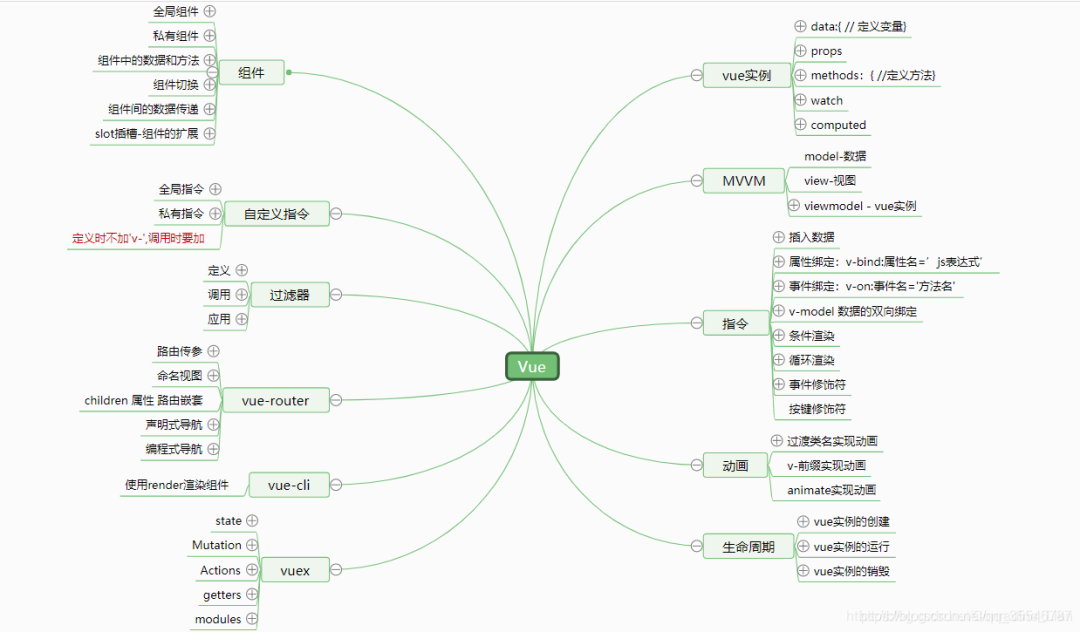 Vue
vue实例
data:{ // 定义变量}
props
methods：{ //定义方法}
watch
computed
MVVM
model-数据
view-视图
viewmodel - vue实例
指令
插入数据
属性绑定：v-bind:属性名=’js表达式’
事件绑定：v-on:事件名='方法名'
v-model 数据的双向绑定
条件渲染
循环渲染
事件修饰符
按键修饰符
动画
过渡类名实现动画
v-前缀实现动画
animate实现动画
生命周期
vue实例的创建
vue实例的运行
vue实例的销毁
组件
全局组件
私有组件
组件中的数据和方法
组件切换
组件间的数据传递
slot插槽-组件的扩展
自定义指令
全局指令
私有指令
定义时不加'v-',调用时要加
过滤器
定义
调用
应用
vue-router
路由传参
命名视图
children 属性 路由嵌套
声明式导航
编程式导航
vue-cli
使用render渲染组件
vuex
state
Mutation
Actions
getters
modules